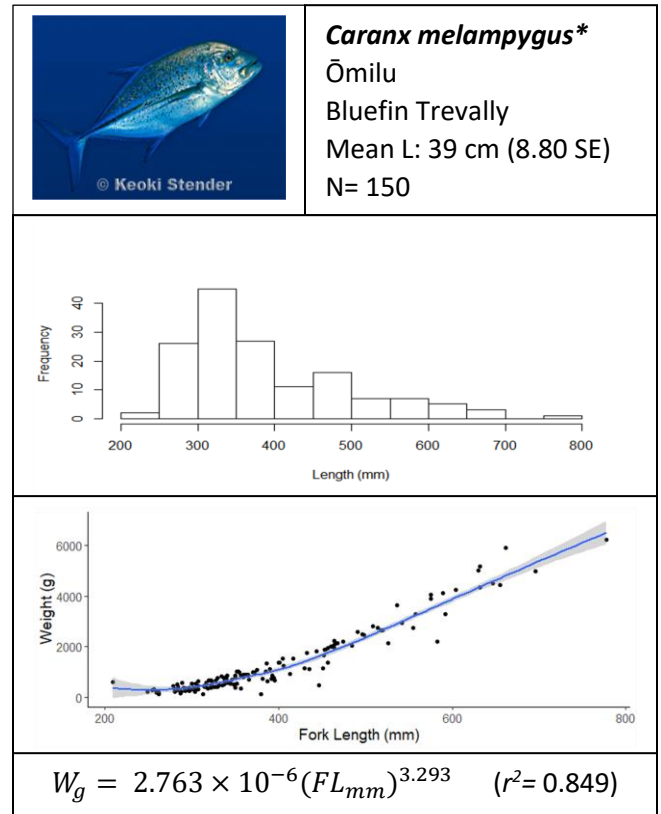 Caranx melampygus*
Ōmilu
Bluefin Trevally
Mean L: 39 cm (8.80 SE)
N= 150
© Keoki Stender
Frequency
0 10 20 30 40
200 300 400 500 600 700 800
Length (mm)
Weight (g)
6000
4000
2000
0
200 400 600 800
Fork Length (mm)
W_g = 2.763 × 10⁻⁶(FL_mm)³·²⁹³ (r²= 0.849)